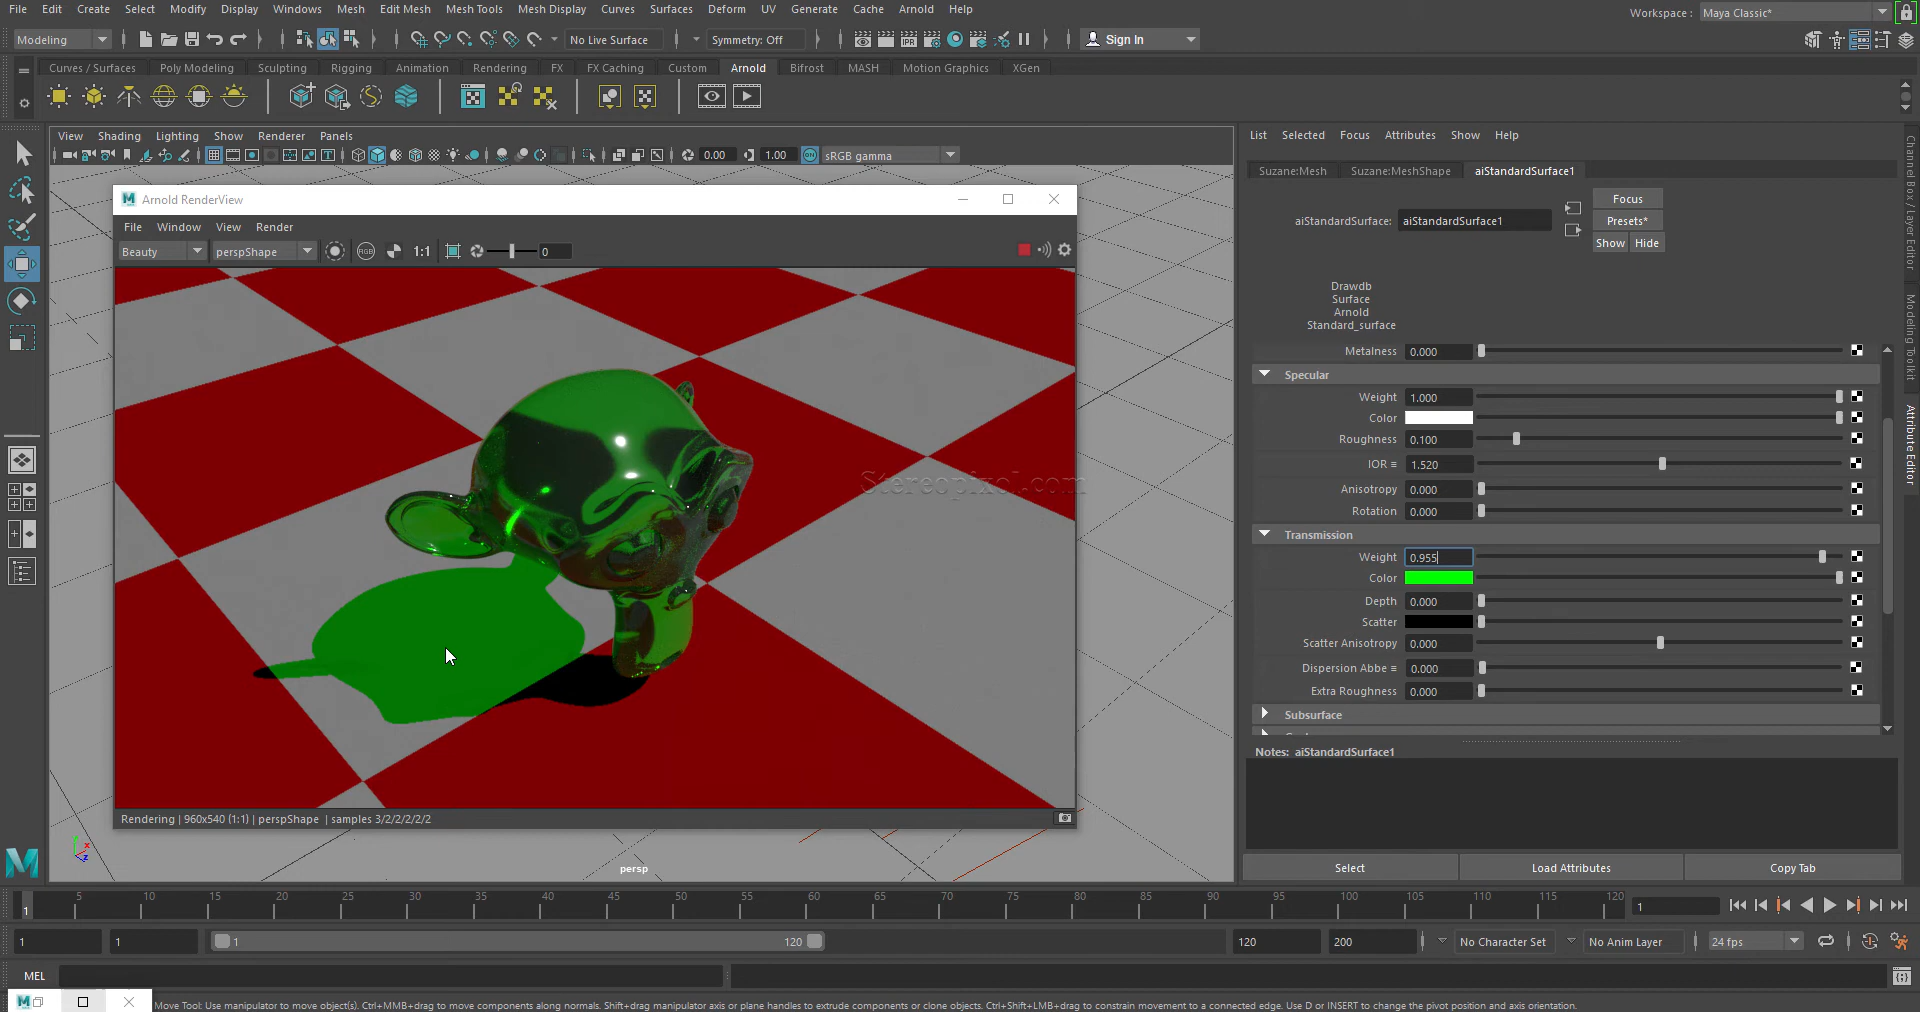 File Edit Create Select Modify Display Windows Mesh Edit Mesh Mesh Tools Mesh Display Curves Surfaces Deform UV Generate Cache Arnold Help
Workspace : Maya Classic*
Modeling No Live Surface Symmetry: Off Sign In
Curves / Surfaces Poly Modeling Sculpting Rigging Animation Rendering FX FX Caching Custom Arnold Bifrost MASH Motion Graphics XGen
View Shading Lighting Show Renderer Panels
0.00 1.00 ON sRGB gamma
Arnold RenderView
File Window View Render
Beauty perspShape RGB 1:1 0
Stereopixol.com
Rendering | 960x540 (1:1) | perspShape | samples 3/2/2/2/2/2
persp
x
z
List Selected Focus Attributes Show Help
Suzane:Mesh Suzane:MeshShape aiStandardSurface1
Focus
aiStandardSurface: aiStandardSurface1 Presets*
Show Hide
Drawdb
Surface
Arnold
Standard_surface
Metalness 0.000
Specular
Weight 1.000
Color
Roughness 0.100
IOR = 1.520
Anisotropy 0.000
Rotation 0.000
Transmission
Weight 0.955
Color
Depth 0.000
Scatter
Scatter Anisotropy 0.000
Dispersion Abbe = 0.000
Extra Roughness 0.000
Subsurface
Notes: aiStandardSurface1
Select Load Attributes Copy Tab
Channel Box / Layer Editor
Modeling Toolkit
Attribute Editor
1 5 10 15 20 25 30 35 40 45 50 55 60 65 70 75 80 85 90 95 100 105 110 115 120 1
1 1 1 120 120 200 No Character Set No Anim Layer 24 fps
MEL
Move Tool: Use manipulator to move object(s). Ctrl+MMB+drag to move components along normals. Shift+drag manipulator axis or plane handles to extrude components or clone objects. Ctrl+Shift+LMB+drag to constrain movement to a connected edge. Use D or INSERT to change the pivot position and axis orientation.